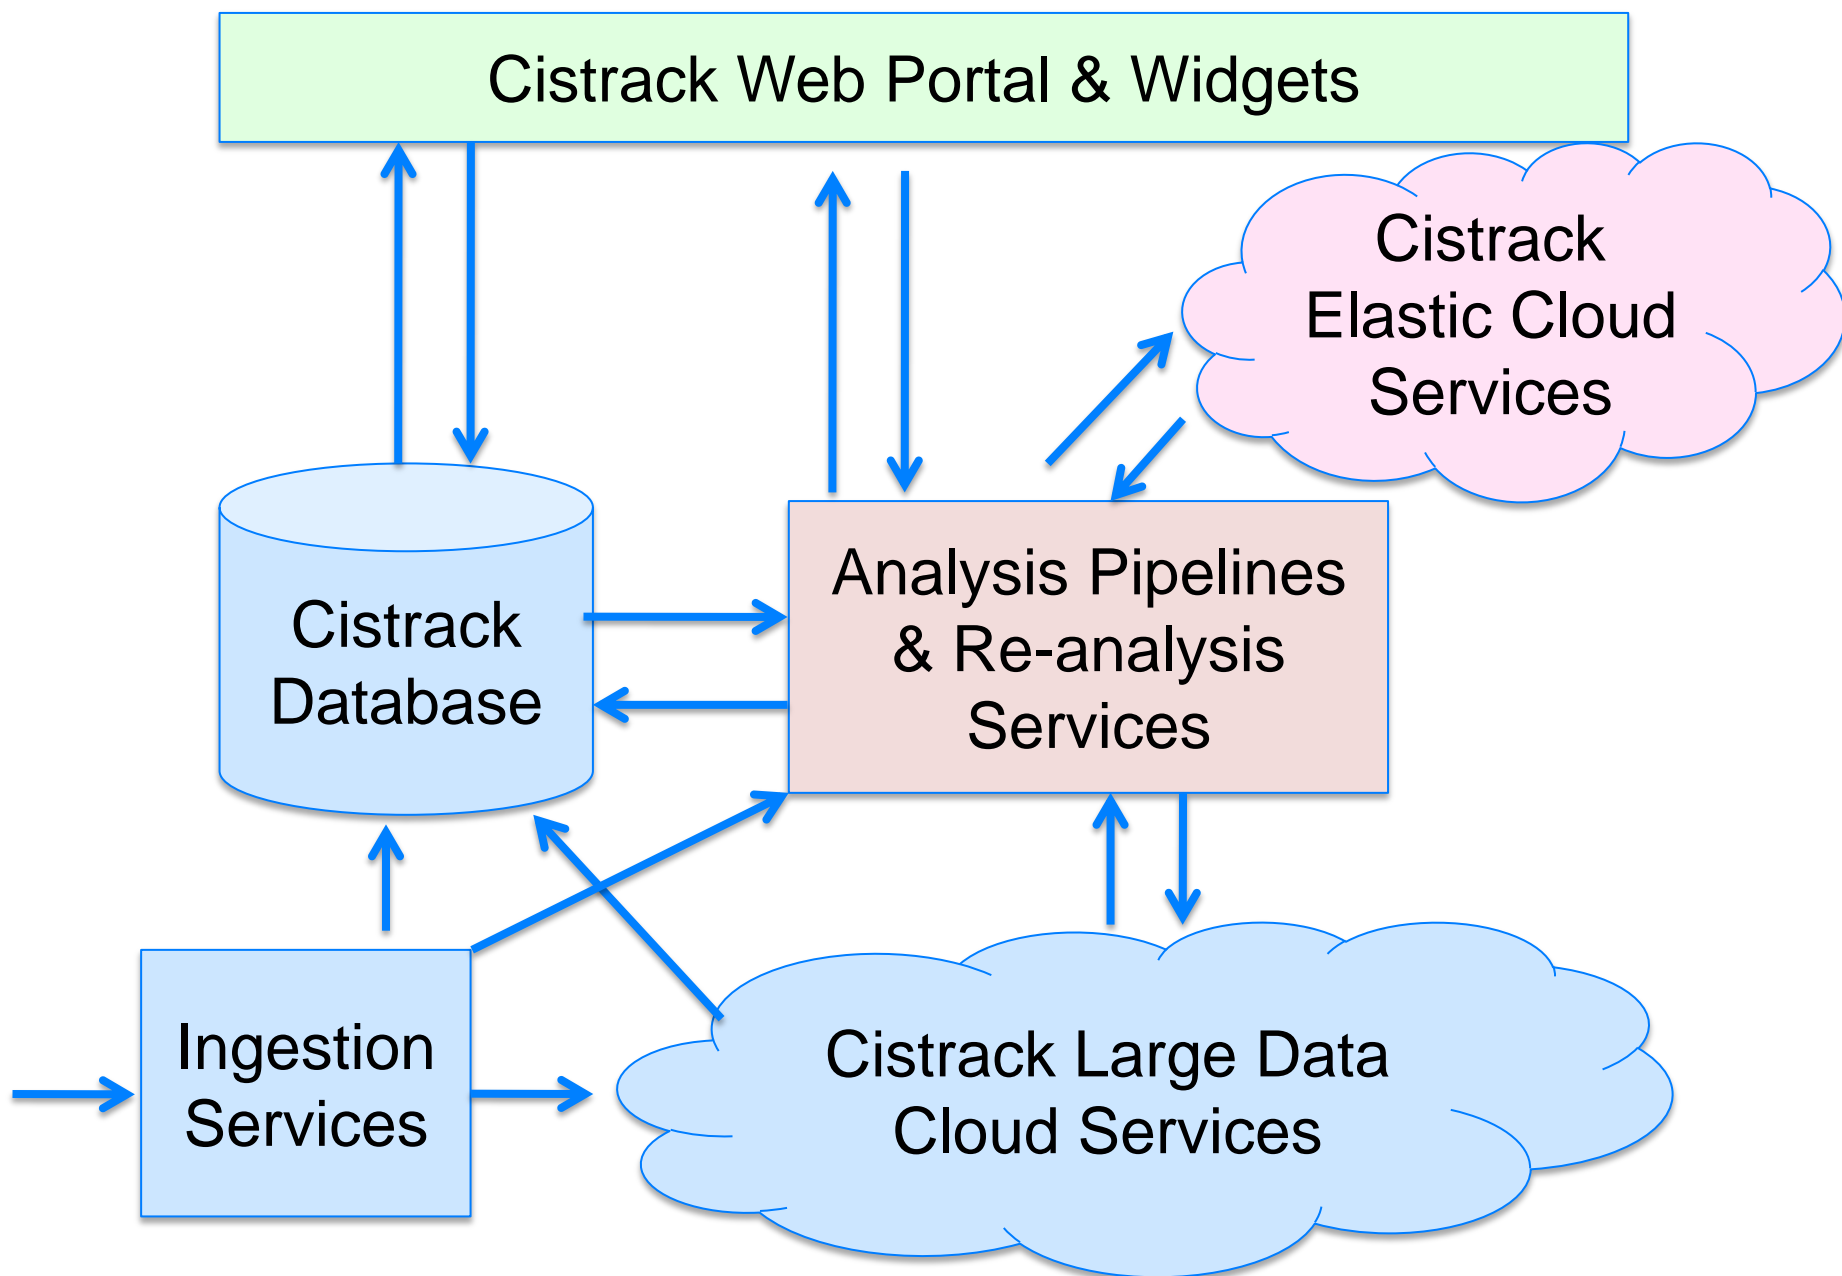 Cistrack Web Portal & Widgets
Cistrack
Elastic Cloud
Services
Cistrack
Database
Analysis Pipelines
& Re-analysis
Services
Ingestion
Services
Cistrack Large Data
Cloud Services